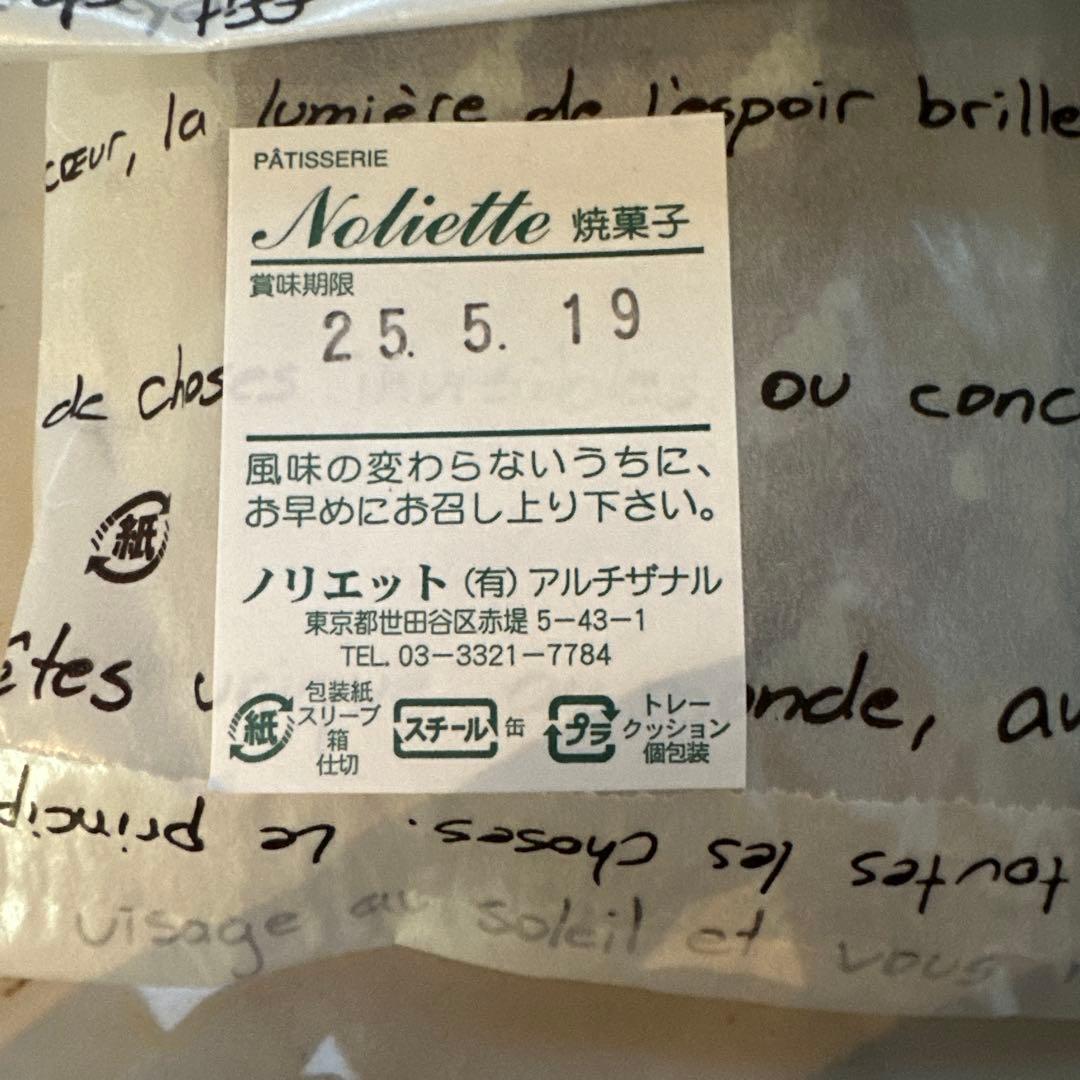 cœur, la lumière de l'espoir brille
PÂTISSERIE
Noliette 焼菓子
賞味期限
25. 5. 19
de choses ou conc
風味の変わらないうちに、
お早めにお召し上り下さい。
紙
ノリエット (有) アルチザナル
東京都世田谷区赤堤 5-43-1
TEL. 03-3321-7784
êtes
onde, au
紙 包装紙
スリーブ
箱
仕切
スチール 缶
プラ トレー
クッション
個包装
toutes les choses. Le princip
visage au soleil et vous